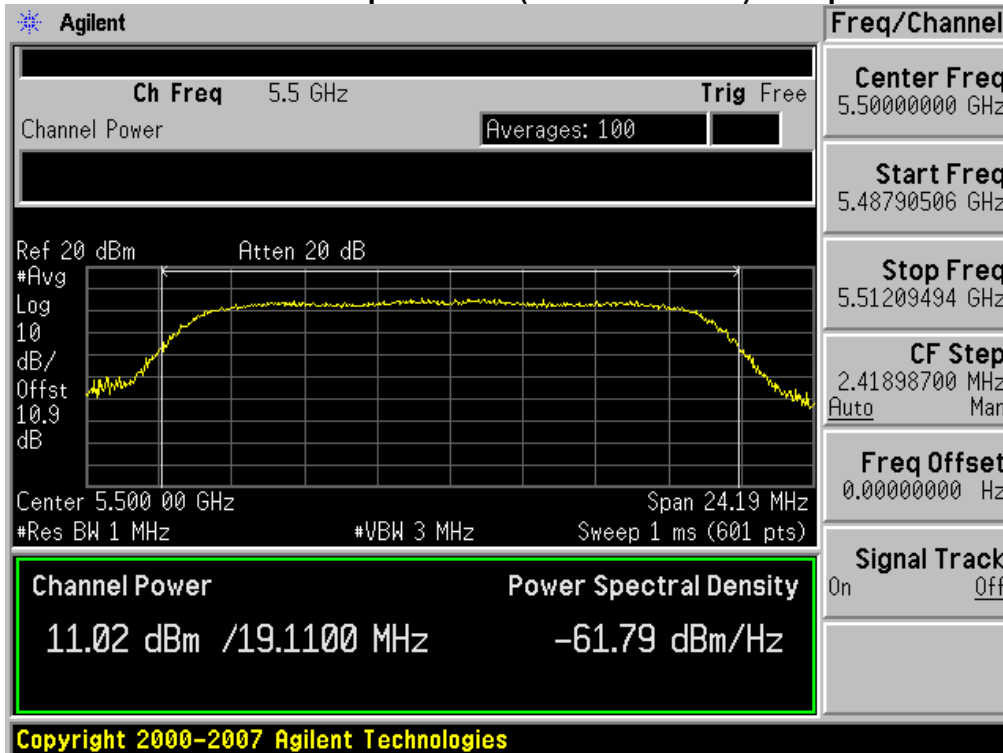 Agilent
Freq/Channel
Ch Freq 5.5 GHz Trig Free
Channel Power Averages: 100
Center Freq
5.50000000 GHz
Start Freq
5.48790506 GHz
Stop Freq
5.51209494 GHz
CF Step
2.41898700 MHz
Auto Man
Freq Offset
0.00000000 Hz
Signal Track
On Off
Ref 20 dBm Atten 20 dB
#Avg
Log
10
dB/
Offst
10.9
dB
Center 5.500 00 GHz Span 24.19 MHz
#Res BW 1 MHz #VBW 3 MHz Sweep 1 ms (601 pts)
Channel Power Power Spectral Density
11.02 dBm /19.1100 MHz -61.79 dBm/Hz
Copyright 2000-2007 Agilent Technologies